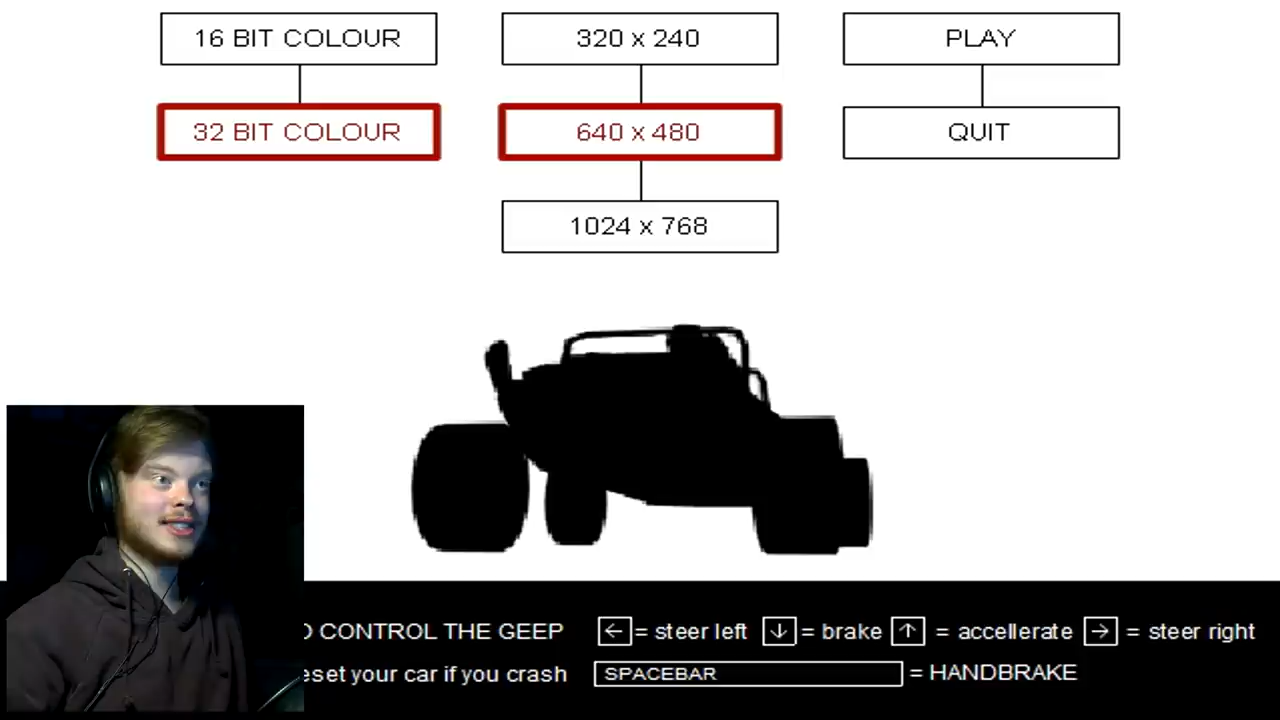 16 BIT COLOUR
320 x 240
PLAY
32 BIT COLOUR
640 x 480
QUIT
1024 x 768
CONTROL THE GEEP ← = steer left ↓ = brake ↑ = accellerate → = steer right
your car if you crash SPACEBAR = HANDBRAKE